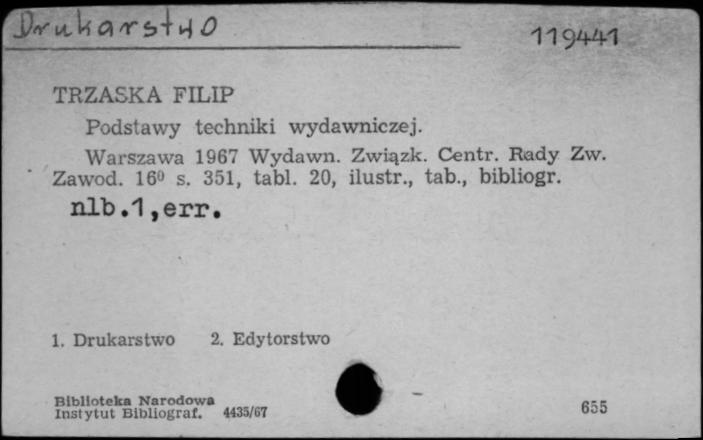 Drukarstwo 119441
TRZASKA FILIP
Podstawy techniki wydawniczej.
Warszawa 1967 Wydawn. Związk. Centr. Rady Zw.
Zawod. 16⁰ s. 351, tabl. 20, ilustr., tab., bibliogr.
nlb.1,err.
1. Drukarstwo 2. Edytorstwo
Biblioteka Narodowa
Instytut Bibliograf. 4435/67 655